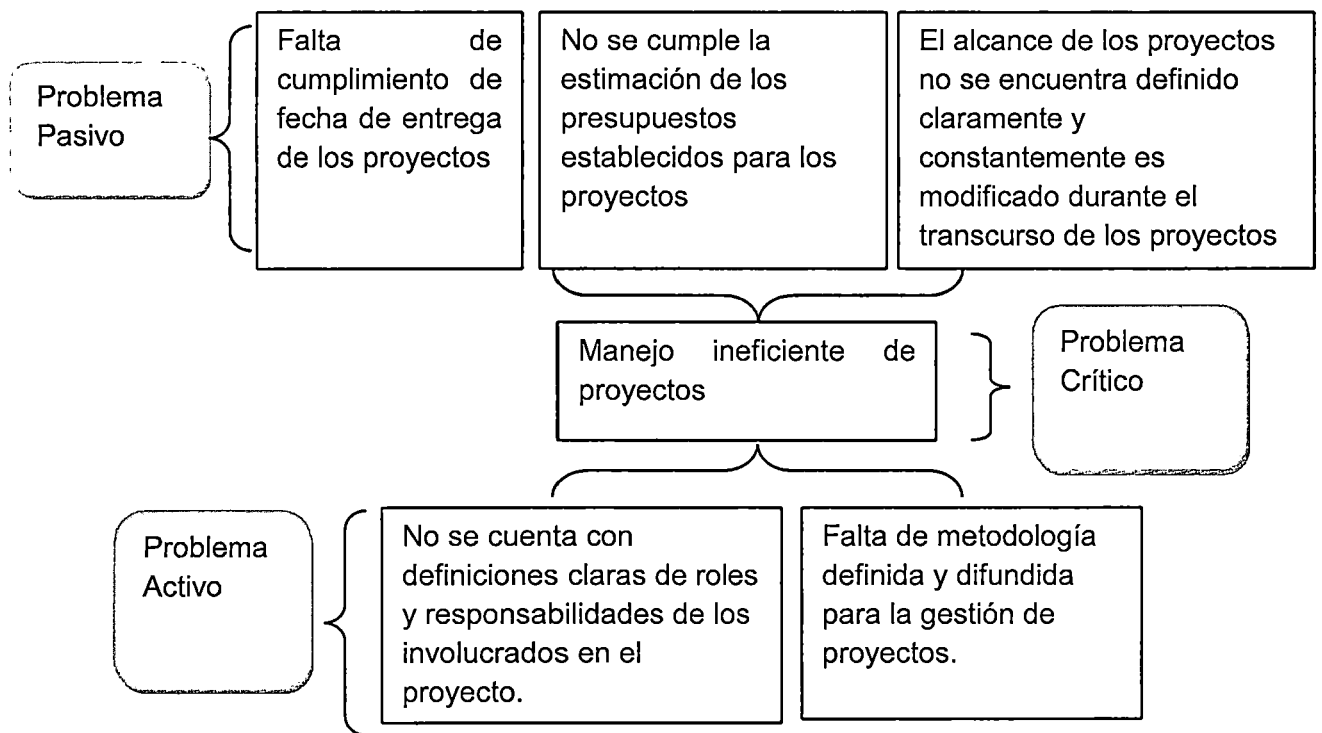 Problema
Pasivo
Falta de
cumplimiento de
fecha de entrega
de los proyectos
No se cumple la
estimación de los
presupuestos
establecidos para los
proyectos
El alcance de los proyectos
no se encuentra definido
claramente y
constantemente es
modificado durante el
transcurso de los proyectos
Manejo ineficiente de
proyectos
Problema
Crítico
Problema
Activo
No se cuenta con
definiciones claras de roles
y responsabilidades de los
involucrados en el
proyecto.
Falta de metodología
definida y difundida
para la gestión de
proyectos.